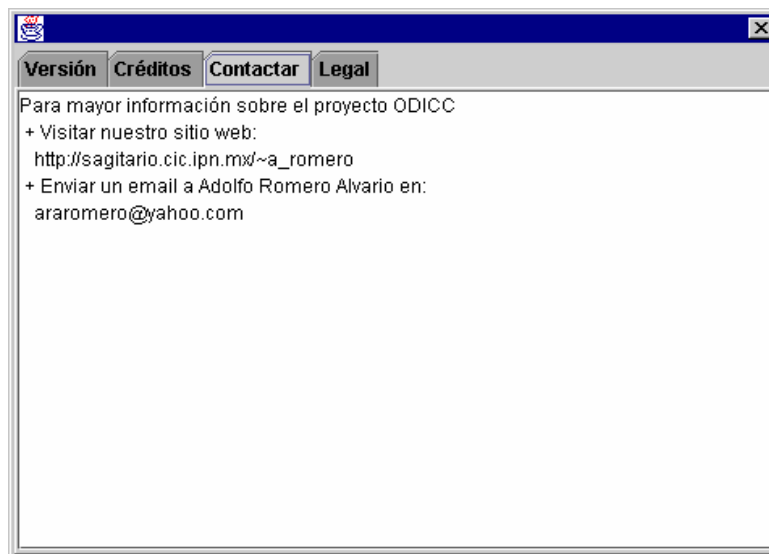 Versión Créditos Contactar Legal
Para mayor información sobre el proyecto ODICC
+ Visitar nuestro sitio web:
http://sagitario.cic.ipn.mx/~a_romero
+ Enviar un email a Adolfo Romero Alvario en:
araromero@yahoo.com